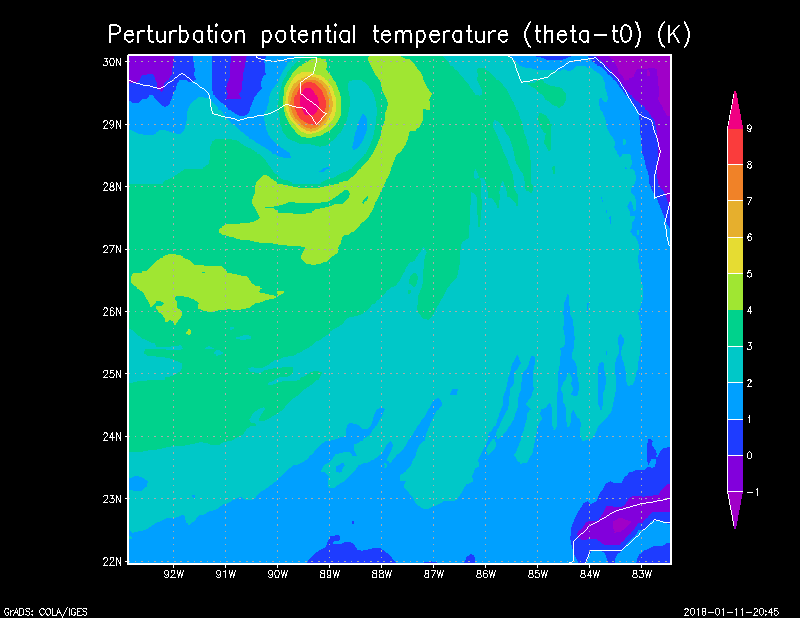 Perturbation potential temperature (theta-t0) (K)
30N
29N
28N
27N
26N
25N
24N
23N
22N
92W 91W 90W 89W 88W 87W 86W 85W 84W 83W
9
8
7
6
5
4
3
2
1
0
-1
GrADS: COLA/IGES 2018-01-11-20:45